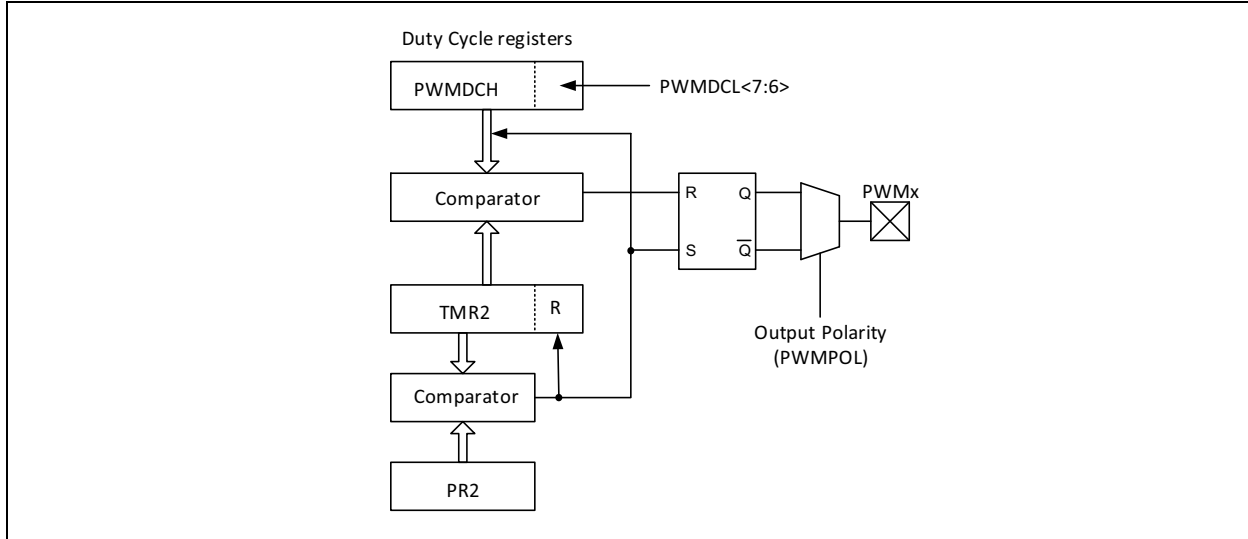 Duty Cycle registers
PWMDCH
PWMDCL<7:6>
Comparator
R
Q
PWMx
S
Q̅
TMR2
R
Output Polarity
(PWMPOL)
Comparator
PR2